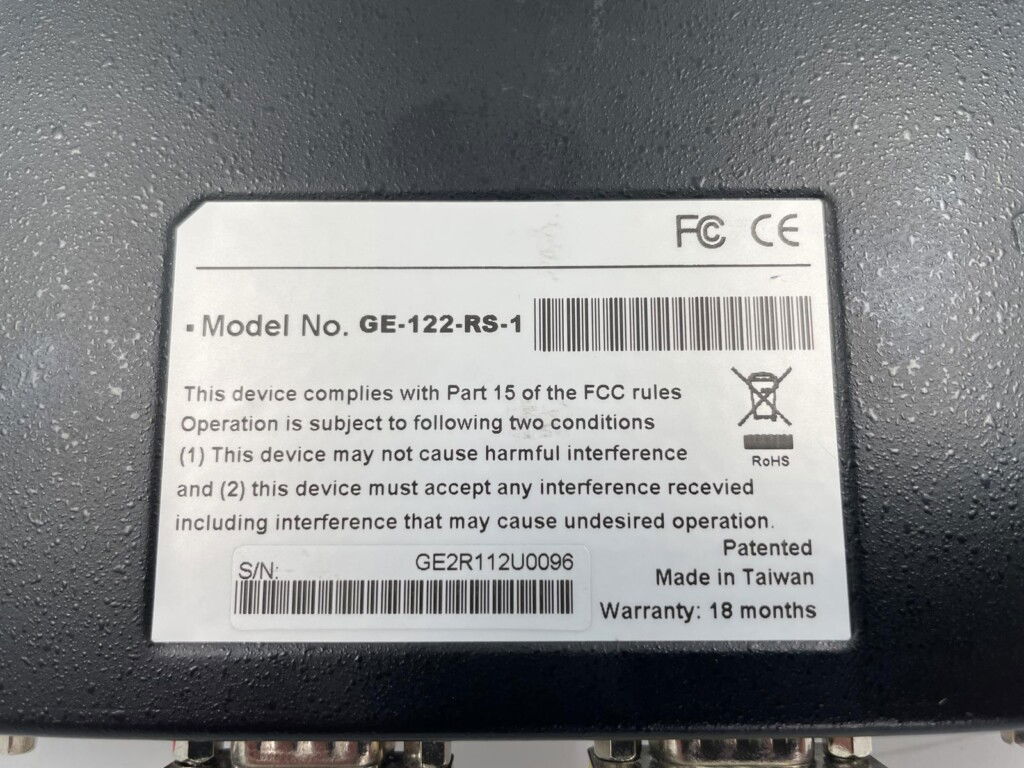 FC CE
▪ Model No. GE-122-RS-1
This device complies with Part 15 of the FCC rules
Operation is subject to following two conditions
(1) This device may not cause harmful interference
and (2) this device must accept any interference recevied
including interference that may cause undesired operation.
RoHS
Patented
Made in Taiwan
Warranty: 18 months
S/N: GE2R112U0096